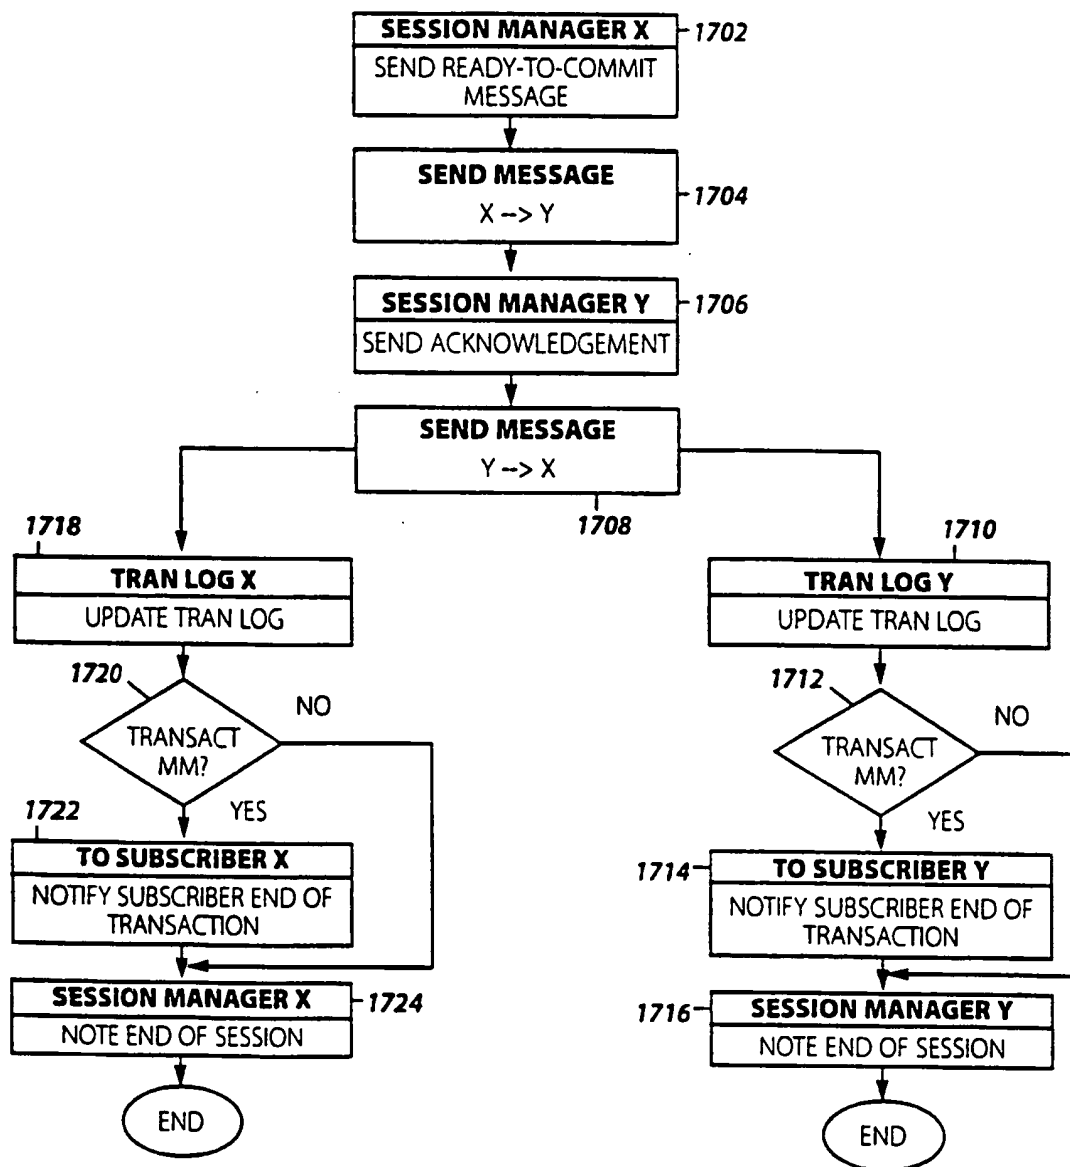 SESSION MANAGER X
1702
SEND READY-TO-COMMIT
MESSAGE
SEND MESSAGE
1704
X --> Y
SESSION MANAGER Y
1706
SEND ACKNOWLEDGEMENT
SEND MESSAGE
Y --> X
1708
1718
TRAN LOG X
UPDATE TRAN LOG
1720
NO
TRANSACT
MM?
YES
1722
TO SUBSCRIBER X
NOTIFY SUBSCRIBER END OF
TRANSACTION
SESSION MANAGER X
1724
NOTE END OF SESSION
END
1710
TRAN LOG Y
UPDATE TRAN LOG
1712
NO
TRANSACT
MM?
YES
TO SUBSCRIBER Y
1714
NOTIFY SUBSCRIBER END OF
TRANSACTION
SESSION MANAGER Y
1716
NOTE END OF SESSION
END